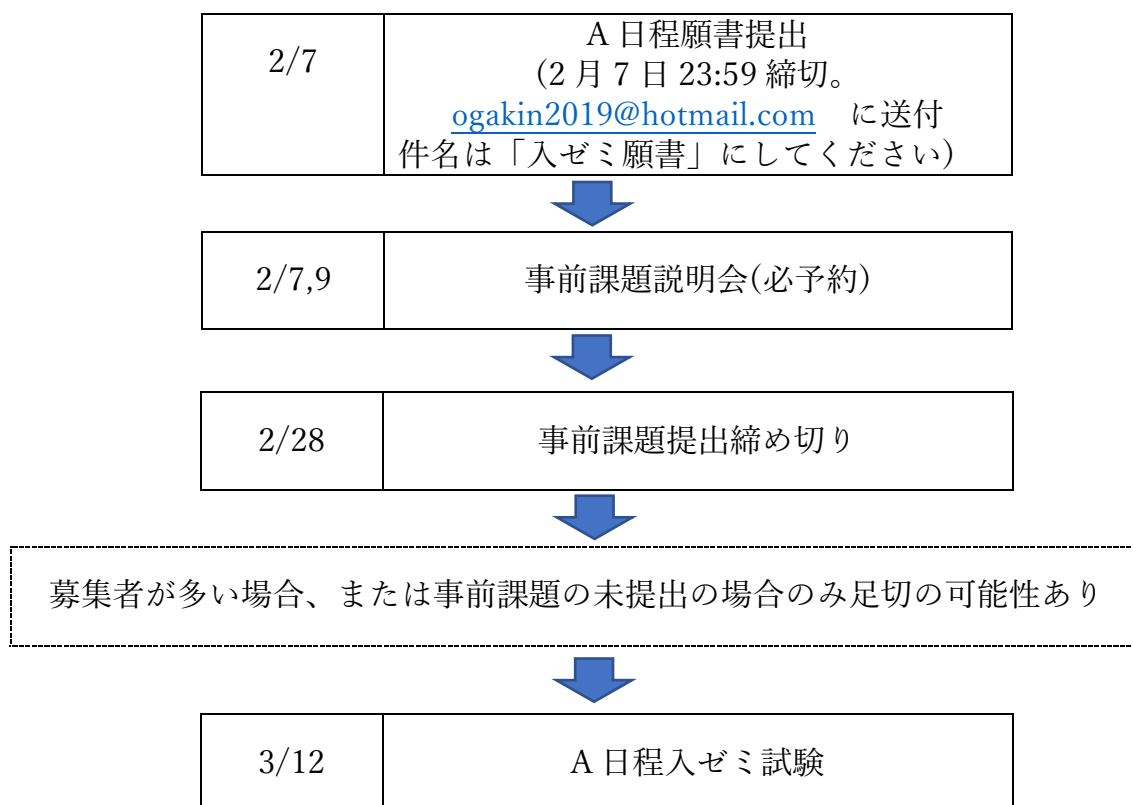 2/7
A 日程願書提出
(2 月 7 日 23:59 締切。
ogakin2019@hotmail.com　に送付
件名は「入ゼミ願書」にしてください)
2/7,9
事前課題説明会(必予約)
2/28
事前課題提出締め切り
募集者が多い場合、または事前課題の未提出の場合のみ足切の可能性あり
3/12
A 日程入ゼミ試験